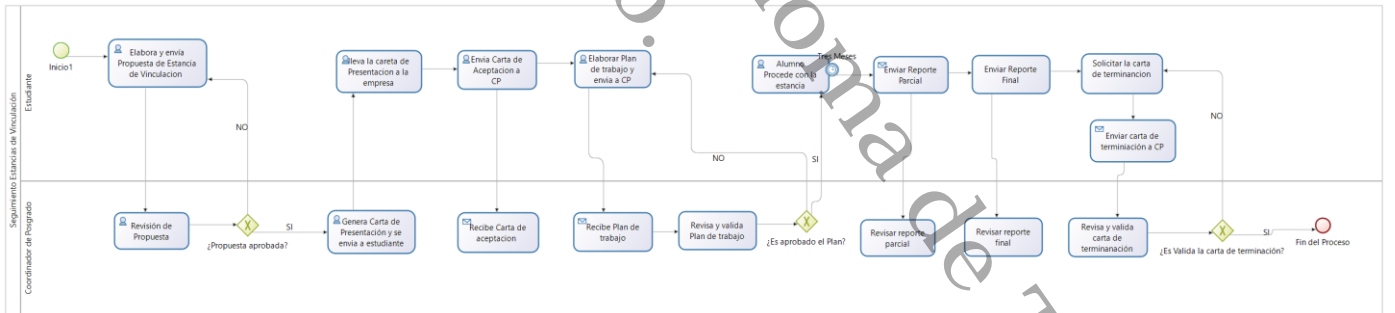 Seguimiento Estancias de Vinculación
Estudiante
Inicio1
Elabora y envía
Propuesta de Estancia
de Vinculacion
NO
lleva la careta de
Presentacion a la
empresa
Envia Carta de
Aceptacion a
CP
Elaborar Plan
de trabajo y
envia a CP
NO
Alumno
Procede con la
estancia
Tres Meses
SI
Enviar Reporte
Parcial
Enviar Reporte
Final
Solicitar la carta
de terminancion
Enviar carta de
terminiación a CP
NO
Coordinador de Posgrado
Revisión de
Propuesta
¿Propuesta aprobada?
SI
Genera Carta de
Presentación y se
envia a estudiante
Recibe Carta de
aceptacion
Recibe Plan de
trabajo
Revisa y valida
Plan de trabajo
¿Es aprobado el Plan?
Revisar reporte
parcial
Revisar reporte
final
Revisa y valida
carta de
terminanación
¿Es Valida la carta de terminación?
SI
Fin del Proceso
oma de